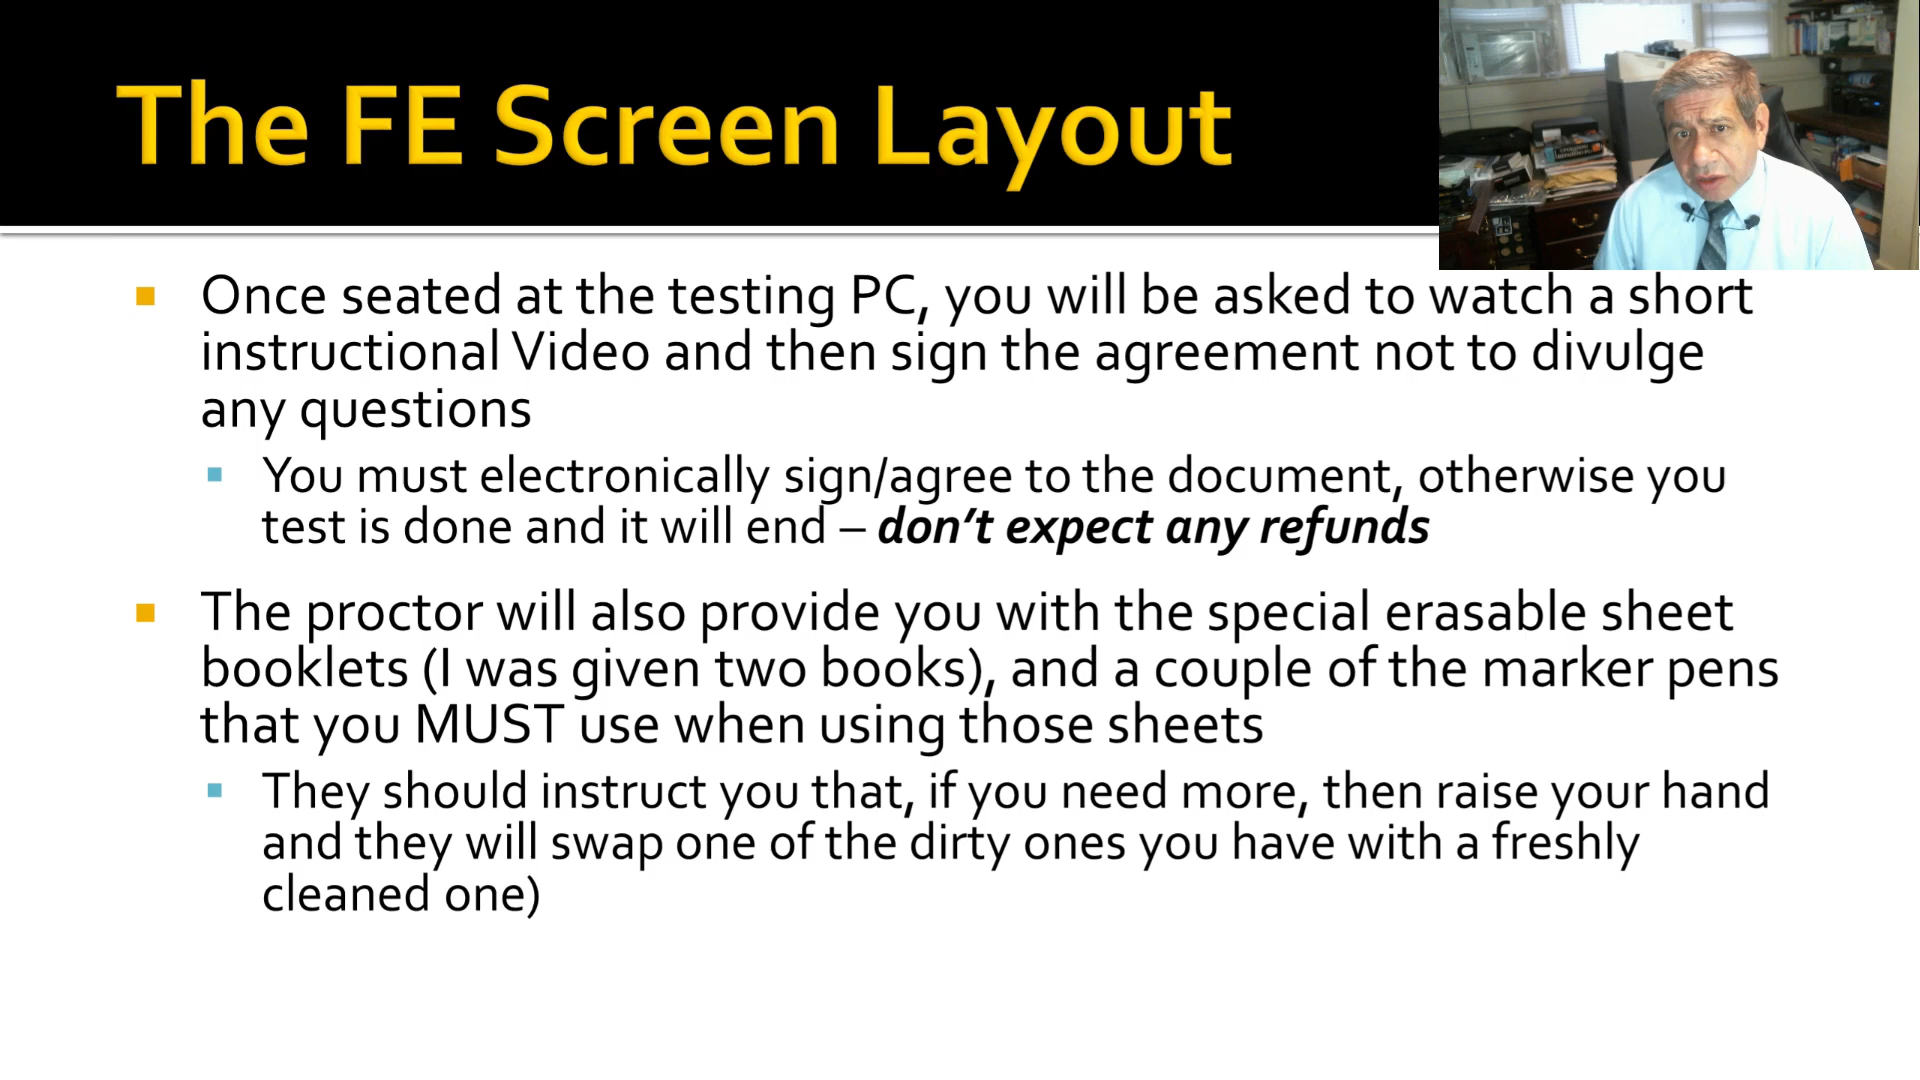 The FE Screen Layout
Once seated at the testing PC, you will be asked to watch a short
instructional Video and then sign the agreement not to divulge
any questions
You must electronically sign/agree to the document, otherwise you
test is done and it will end – don’t expect any refunds
The proctor will also provide you with the special erasable sheet
booklets (I was given two books), and a couple of the marker pens
that you MUST use when using those sheets
They should instruct you that, if you need more, then raise your hand
and they will swap one of the dirty ones you have with a freshly
cleaned one)